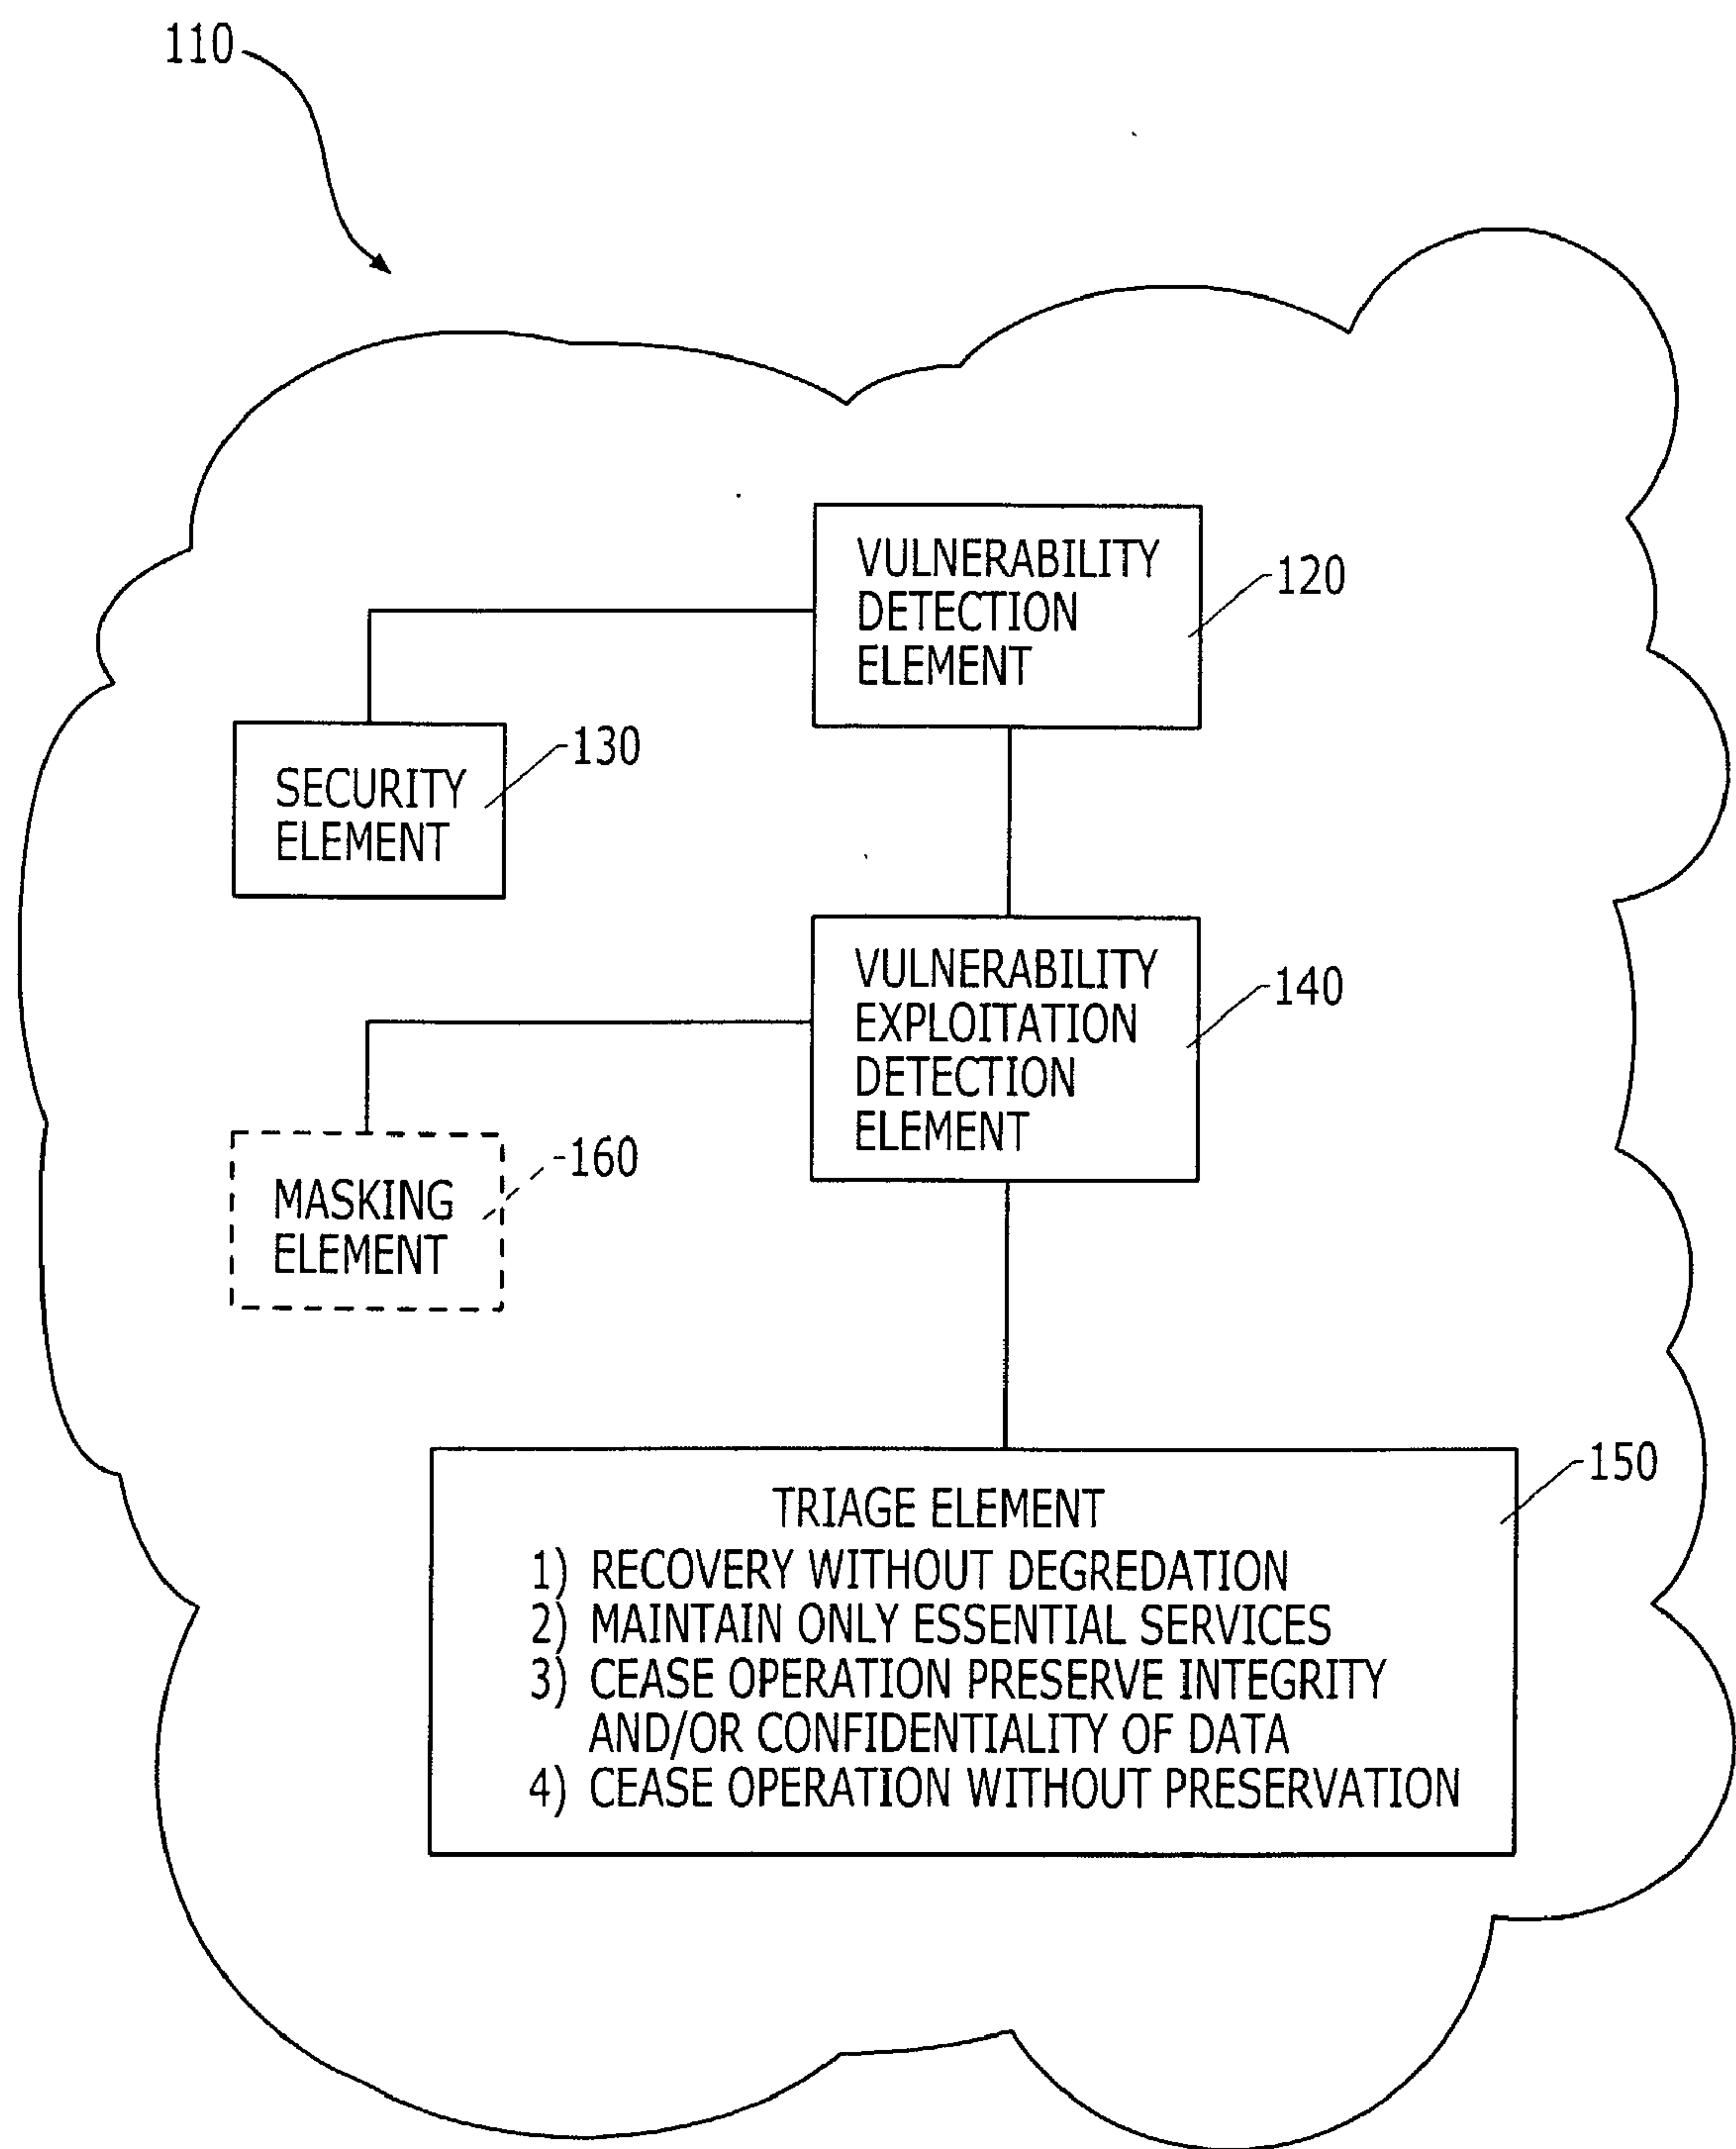 110
VULNERABILITY
DETECTION
ELEMENT
120
SECURITY
ELEMENT
130
VULNERABILITY
EXPLOITATION
DETECTION
ELEMENT
140
MASKING
ELEMENT
160
TRIAGE ELEMENT
1) RECOVERY WITHOUT DEGREDATION
2) MAINTAIN ONLY ESSENTIAL SERVICES
3) CEASE OPERATION PRESERVE INTEGRITY
AND/OR CONFIDENTIALITY OF DATA
4) CEASE OPERATION WITHOUT PRESERVATION
150